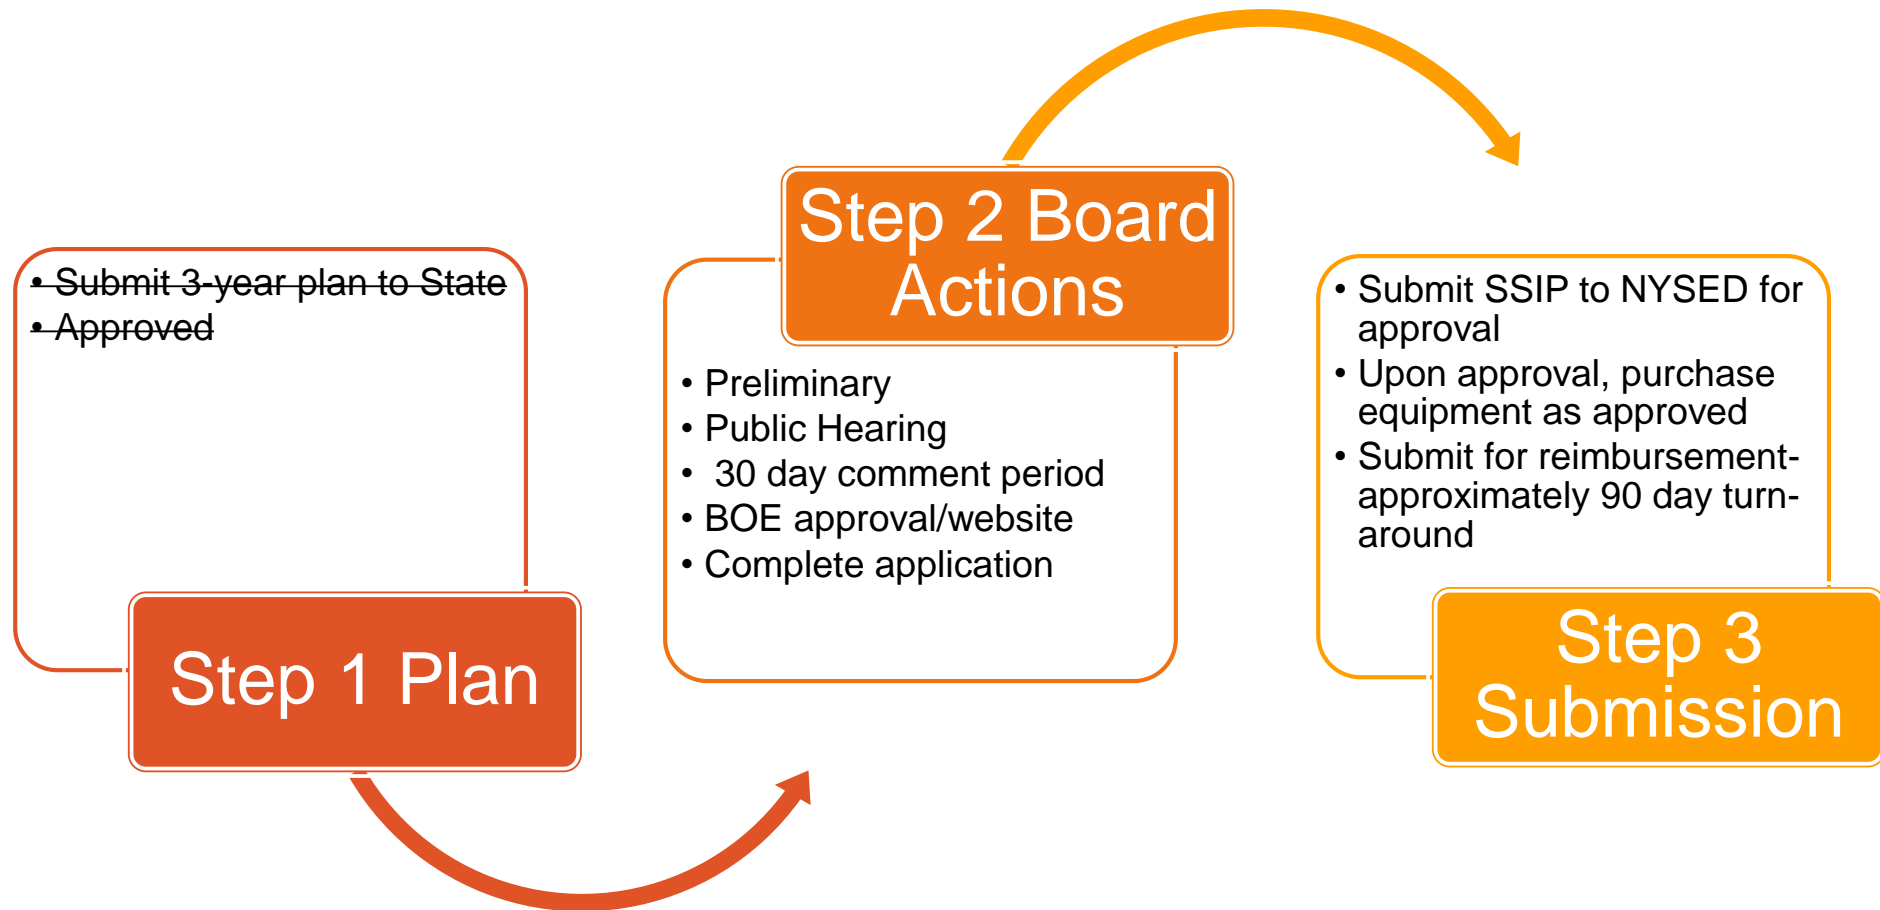 • Submit 3-year plan to State
• Approved
Step 1 Plan
Step 2 Board
Actions
• Preliminary
• Public Hearing
• 30 day comment period
• BOE approval/website
• Complete application
• Submit SSIP to NYSED for
approval
• Upon approval, purchase
equipment as approved
• Submit for reimbursement-
approximately 90 day turn-
around
Step 3
Submission